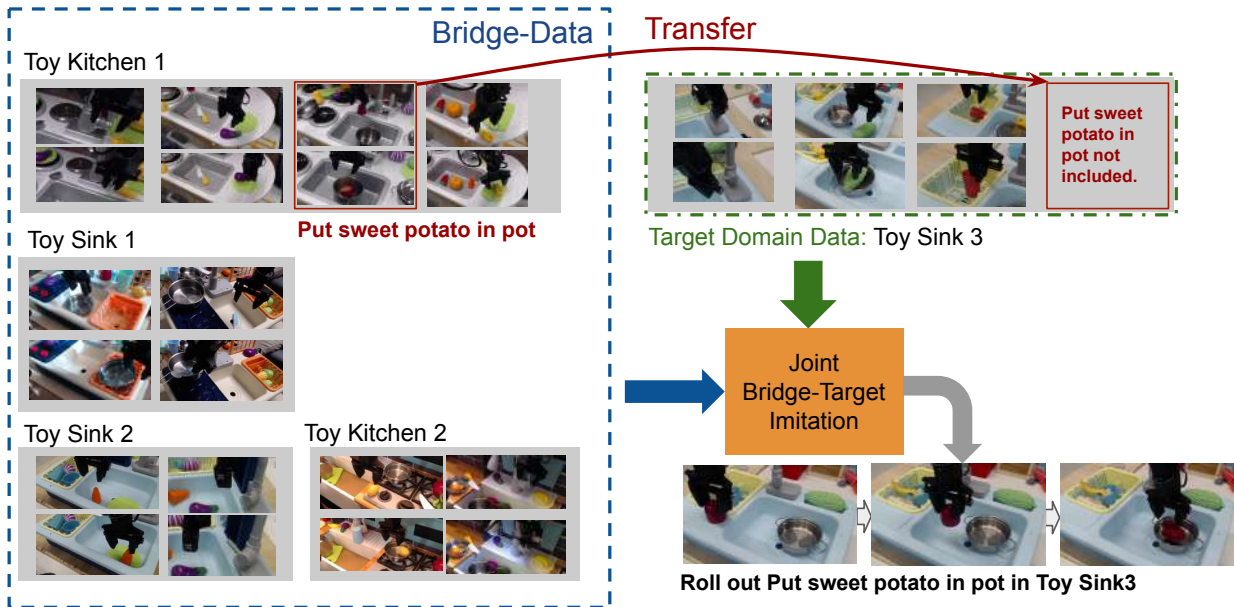 Bridge-Data
Transfer
Toy Kitchen 1
Put sweet potato in pot
Toy Sink 1
Toy Sink 2
Toy Kitchen 2
Put sweet
potato in
pot not
included.
Target Domain Data: Toy Sink 3
Joint
Bridge-Target
Imitation
Roll out Put sweet potato in pot in Toy Sink3